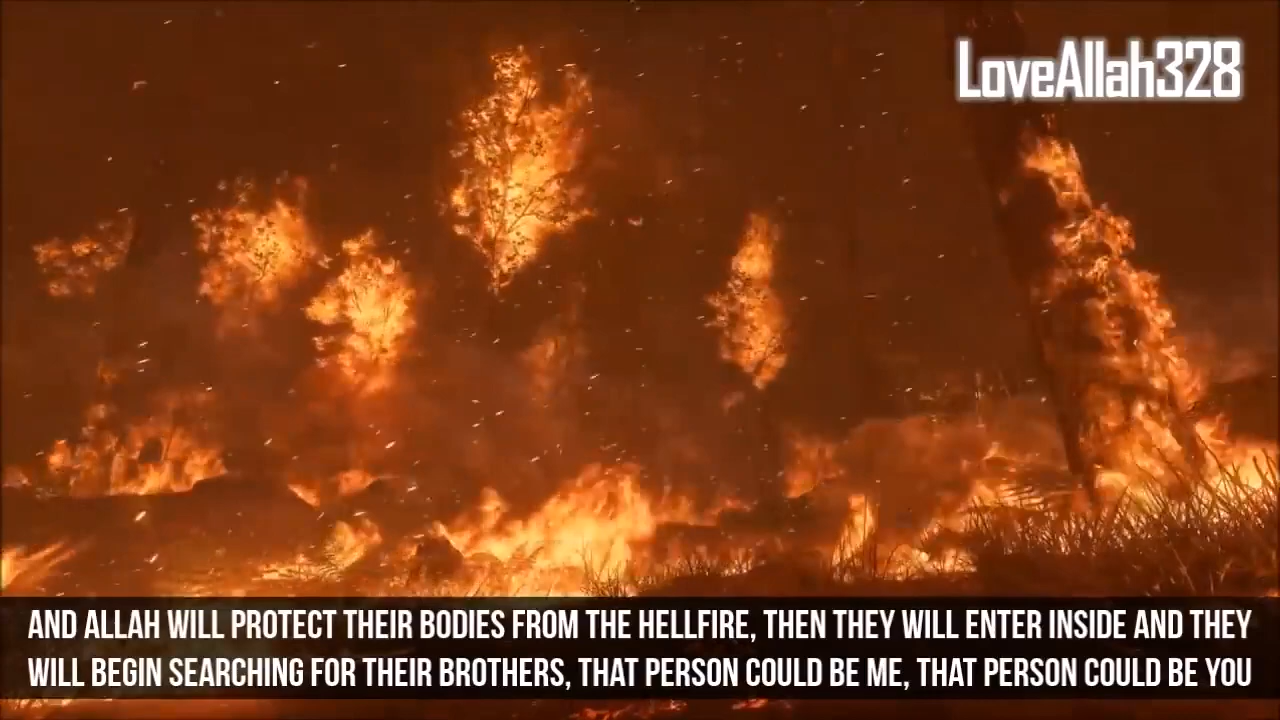 LoveAllah328
AND ALLAH WILL PROTECT THEIR BODIES FROM THE HELLFIRE, THEN THEY WILL ENTER INSIDE AND THEY
WILL BEGIN SEARCHING FOR THEIR BROTHERS, THAT PERSON COULD BE ME, THAT PERSON COULD BE YOU